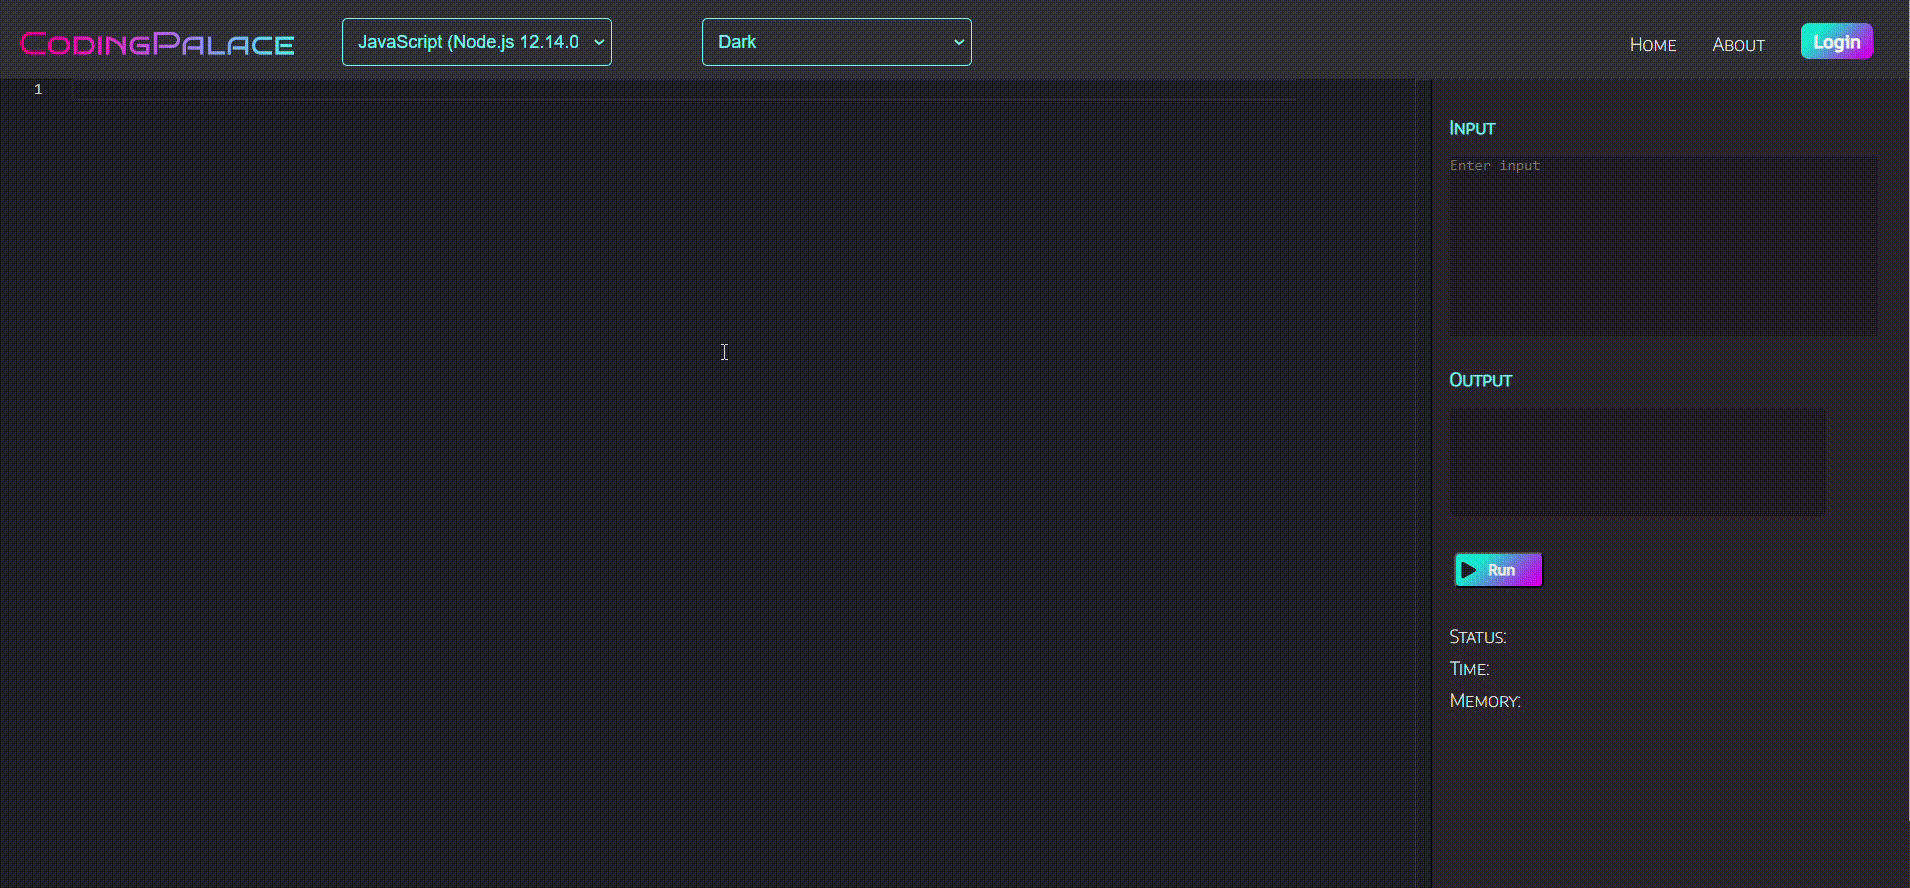 CodingPalace
JavaScript (Node.js 12.14.0
Dark
Home
About
Login
1
Input
Enter input
Output
Run
Status:
Time:
Memory: